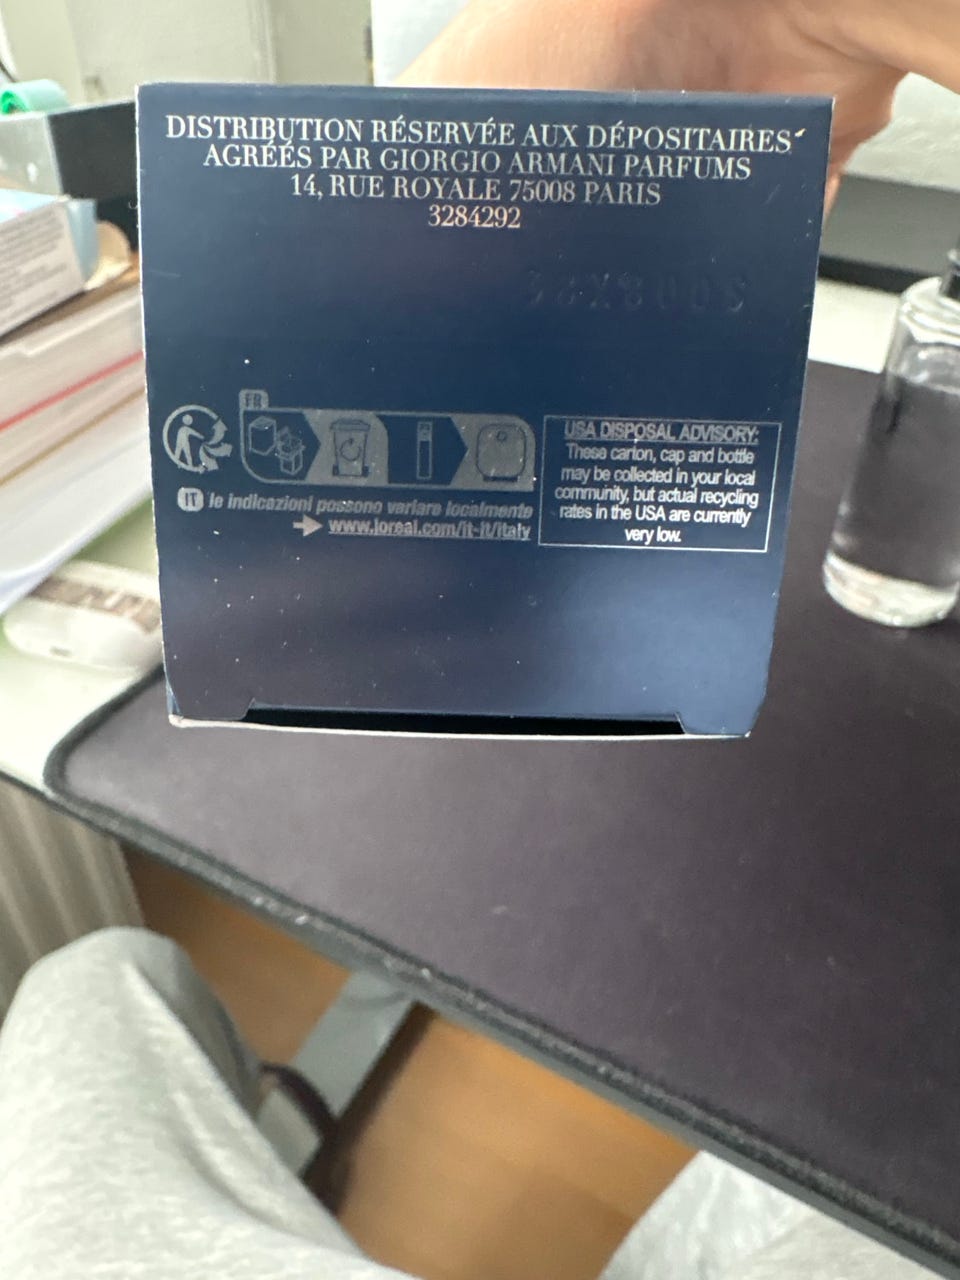 DISTRIBUTION RÉSERVÉE AUX DÉPOSITAIRES
AGRÉÉS PAR GIORGIO ARMANI PARFUMS
14, RUE ROYALE 75008 PARIS
3284292
FR
IT le indicazioni possono variare localmente
www.loreal.com/it-it/italy
USA DISPOSAL ADVISORY:
These carton, cap and bottle
may be collected in your local
community, but actual recycling
rates in the USA are currently
very low.